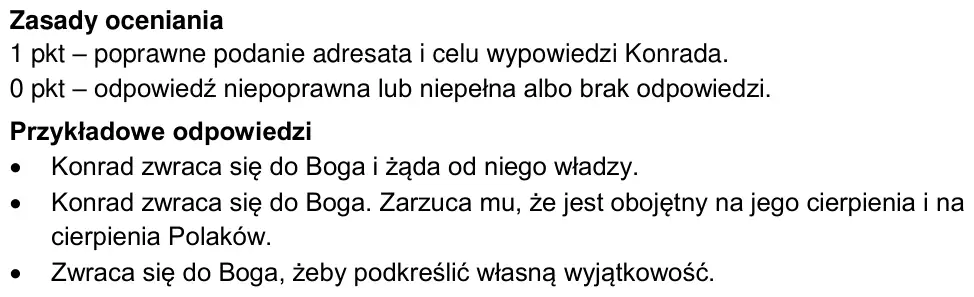 Zasady oceniania
1 pkt – poprawne podanie adresata i celu wypowiedzi Konrada.
0 pkt – odpowiedź niepoprawna lub niepełna albo brak odpowiedzi.
Przykładowe odpowiedzi
• Konrad zwraca się do Boga i żąda od niego władzy.
• Konrad zwraca się do Boga. Zarzuca mu, że jest obojętny na jego cierpienia i na
cierpienia Polaków.
• Zwraca się do Boga, żeby podkreślić własną wyjątkowość.